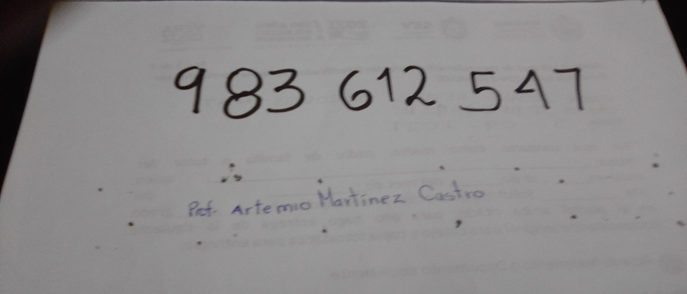 983 612 547
Prof. Artemio Martinez Castro